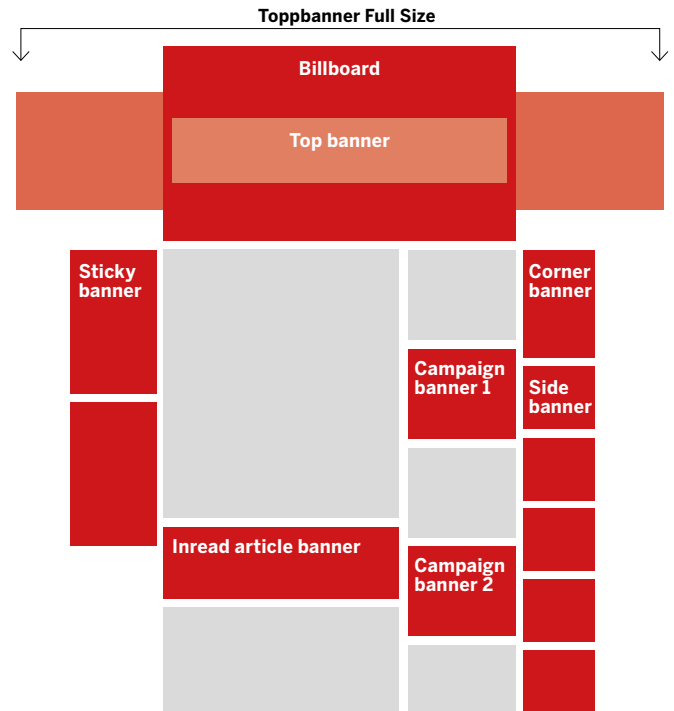 Toppbanner Full Size
Billboard
Top banner
Sticky
banner
Corner
banner
Campaign
banner 1
Side
banner
Inread article banner
Campaign
banner 2